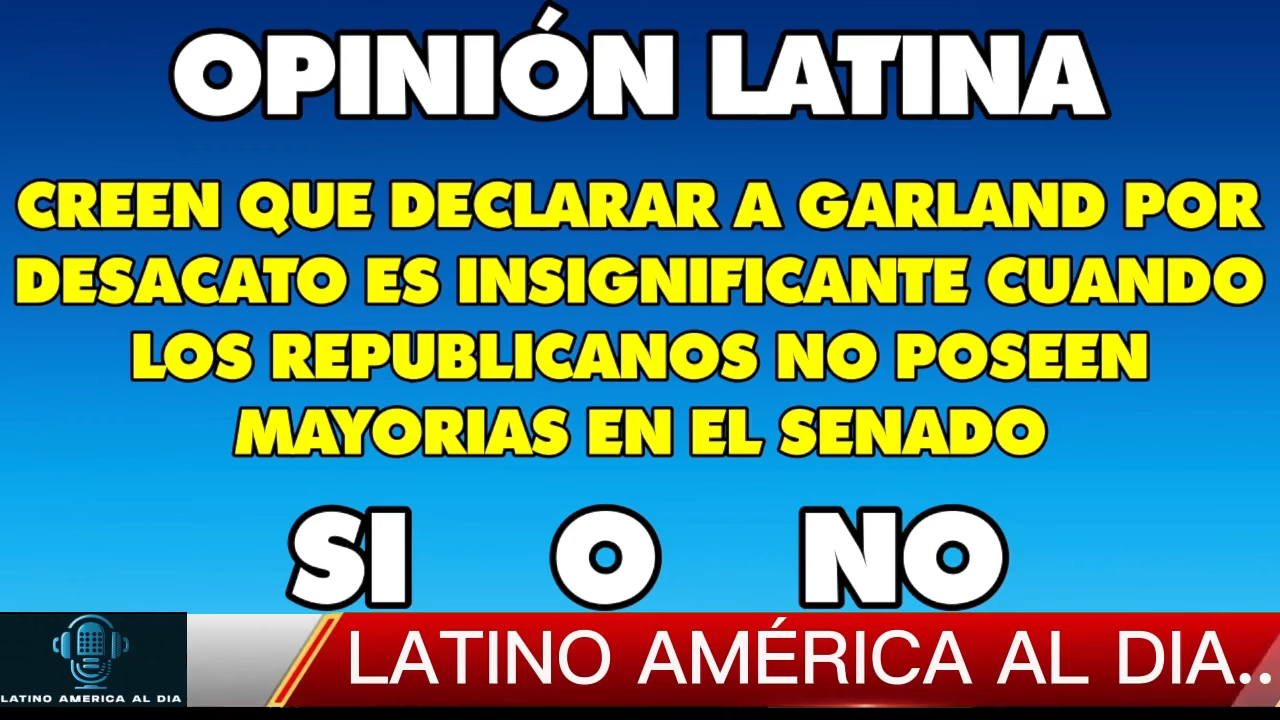 OPINIÓN LATINA
CREEN QUE DECLARAR A GARLAND POR
DESACATO ES INSIGNIFICANTE CUANDO
LOS REPUBLICANOS NO POSEEN
MAYORIAS EN EL SENADO
SI O NO
LATINO AMÉRICA AL DIA..
LATINO AMERICA AL DIA